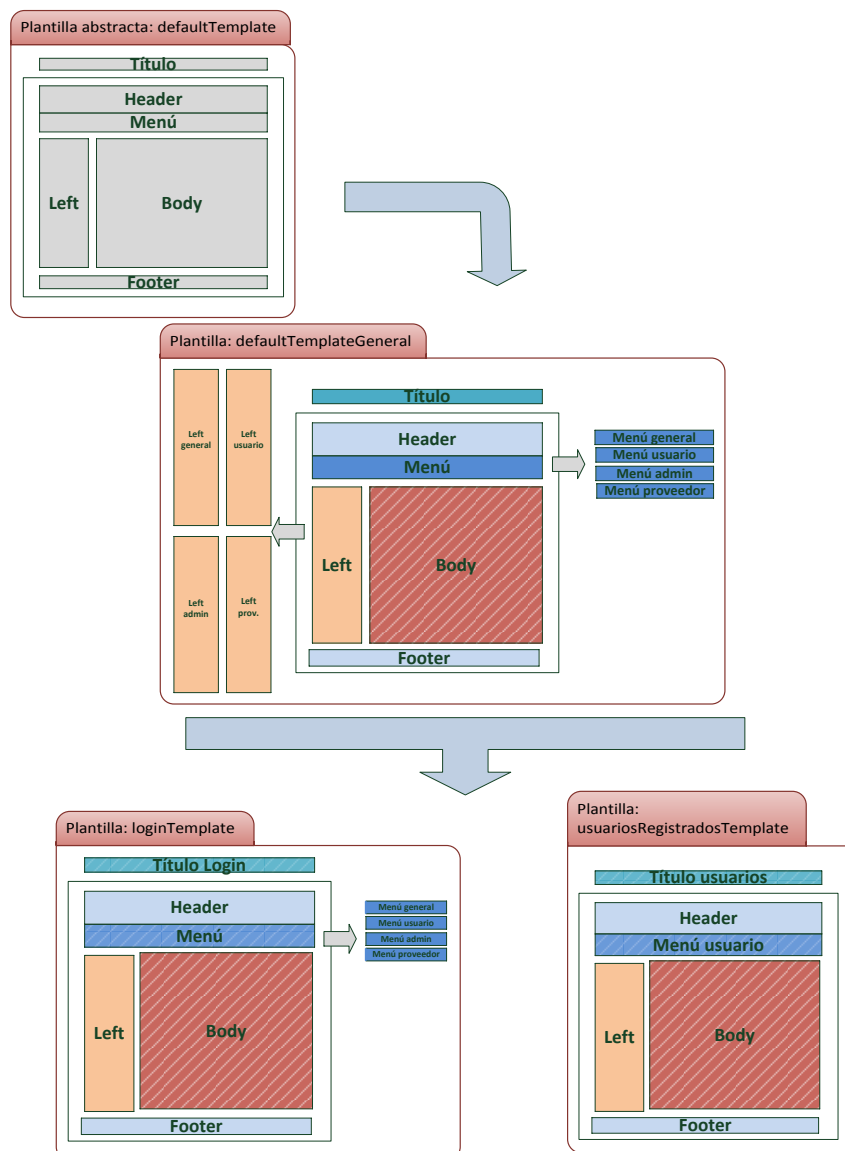 Plantilla abstracta: defaultTemplate
Título
Header
Menú
Left
Body
Footer
Plantilla: defaultTemplateGeneral
Left
general
Left
usuario
Left
admin
Left
prov.
Título
Header
Menú
Left
Body
Footer
Menú general
Menú usuario
Menú admin
Menú proveedor
Plantilla: loginTemplate
Título Login
Header
Menú
Left
Body
Footer
Menú general
Menú usuario
Menú admin
Menú proveedor
Plantilla:
usuariosRegistradosTemplate
Título usuarios
Header
Menú usuario
Left
Body
Footer